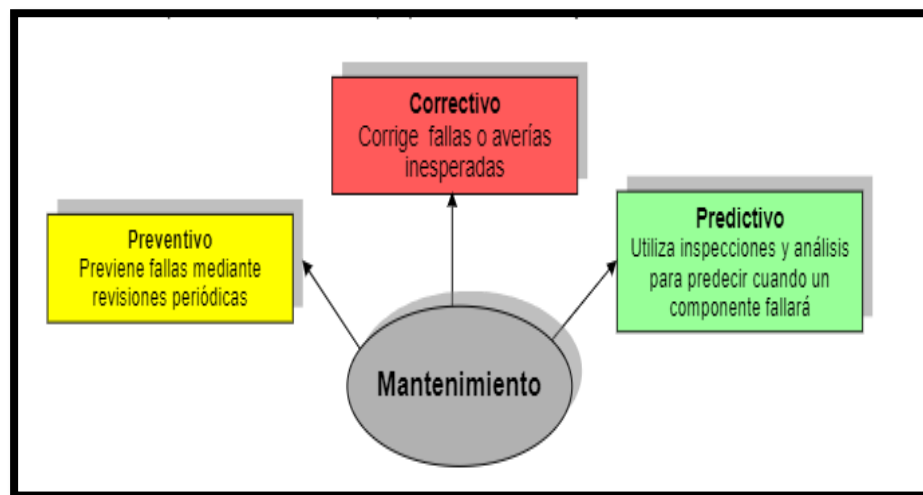 Correctivo
Corrige fallas o averías
inesperadas
Preventivo
Previene fallas mediante
revisiones periódicas
Predictivo
Utiliza inspecciones y análisis
para predecir cuando un
componente fallará
Mantenimiento